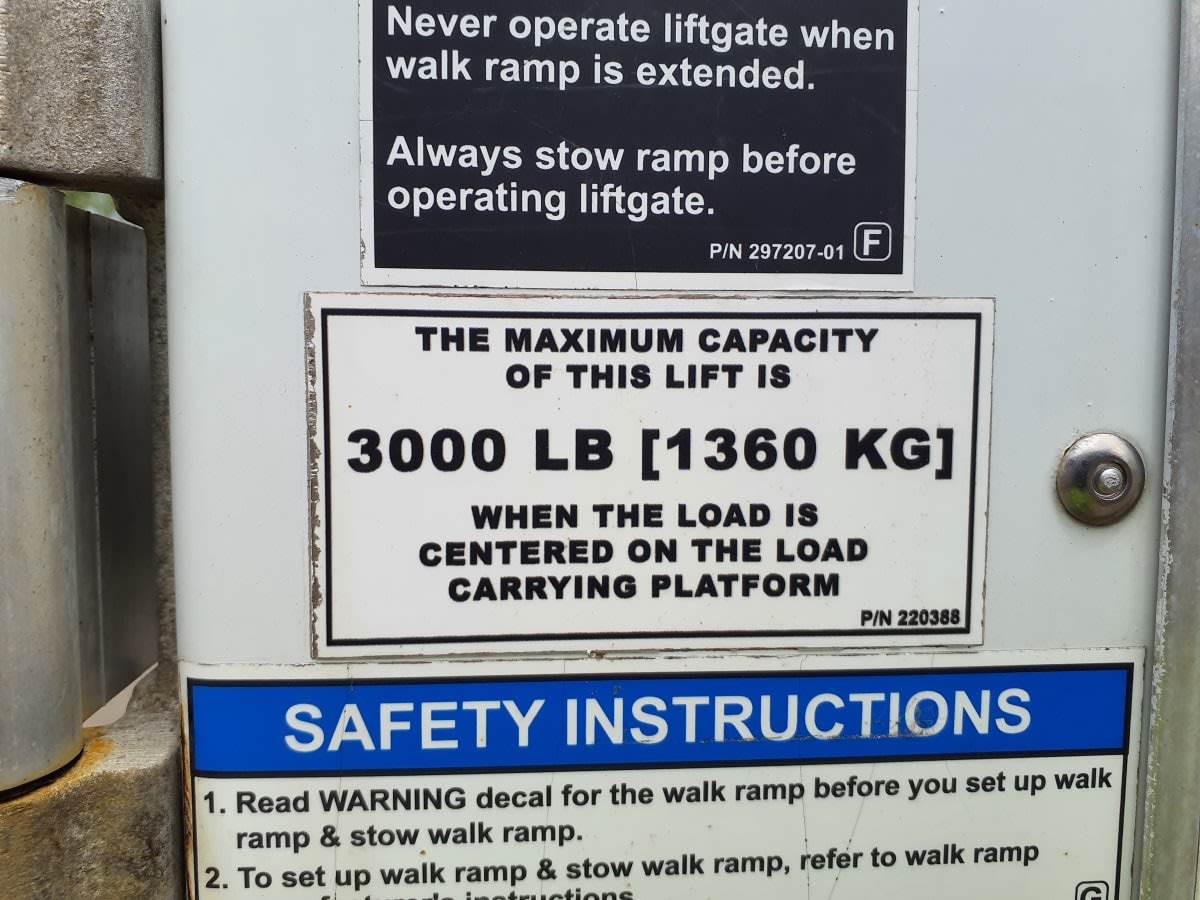 Never operate liftgate when
walk ramp is extended.
Always stow ramp before
operating liftgate.
P/N 297207-01 F
THE MAXIMUM CAPACITY
OF THIS LIFT IS
3000 LB [1360 KG]
WHEN THE LOAD IS
CENTERED ON THE LOAD
CARRYING PLATFORM
P/N 220388
SAFETY INSTRUCTIONS
1. Read WARNING decal for the walk ramp before you set up walk
ramp & stow walk ramp.
2. To set up walk ramp & stow walk ramp, refer to walk ramp
instructions
G